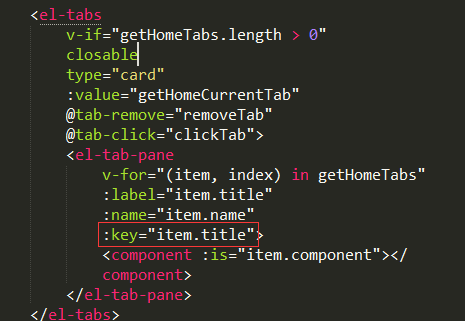 <el-tabs
v-if="getHomeTabs.length > 0"
closable
type="card"
:value="getHomeCurrentTab"
@tab-remove="removeTab"
@tab-click="clickTab">
<el-tab-pane
v-for="(item, index) in getHomeTabs"
:label="item.title"
:name="item.name"
:key="item.title">
<component :is="item.component"></
component>
</el-tab-pane>
</el-tabs>